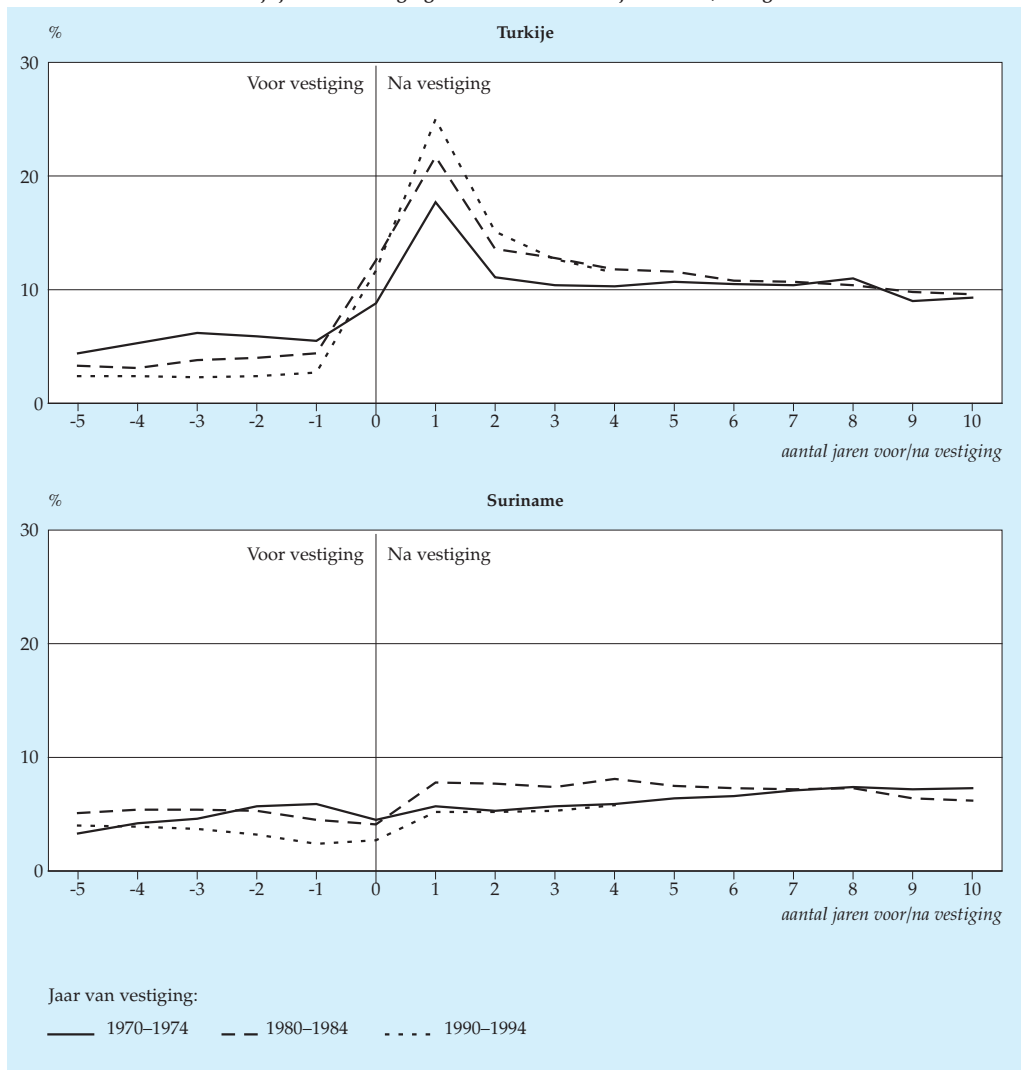 % Turkije
30
Voor vestiging Na vestiging
20
10
0
-5 -4 -3 -2 -1 0 1 2 3 4 5 6 7 8 9 10
aantal jaren voor/na vestiging
% Suriname
30
Voor vestiging Na vestiging
20
10
0
-5 -4 -3 -2 -1 0 1 2 3 4 5 6 7 8 9 10
aantal jaren voor/na vestiging
Jaar van vestiging:
1970–1974 1980–1984 1990–1994